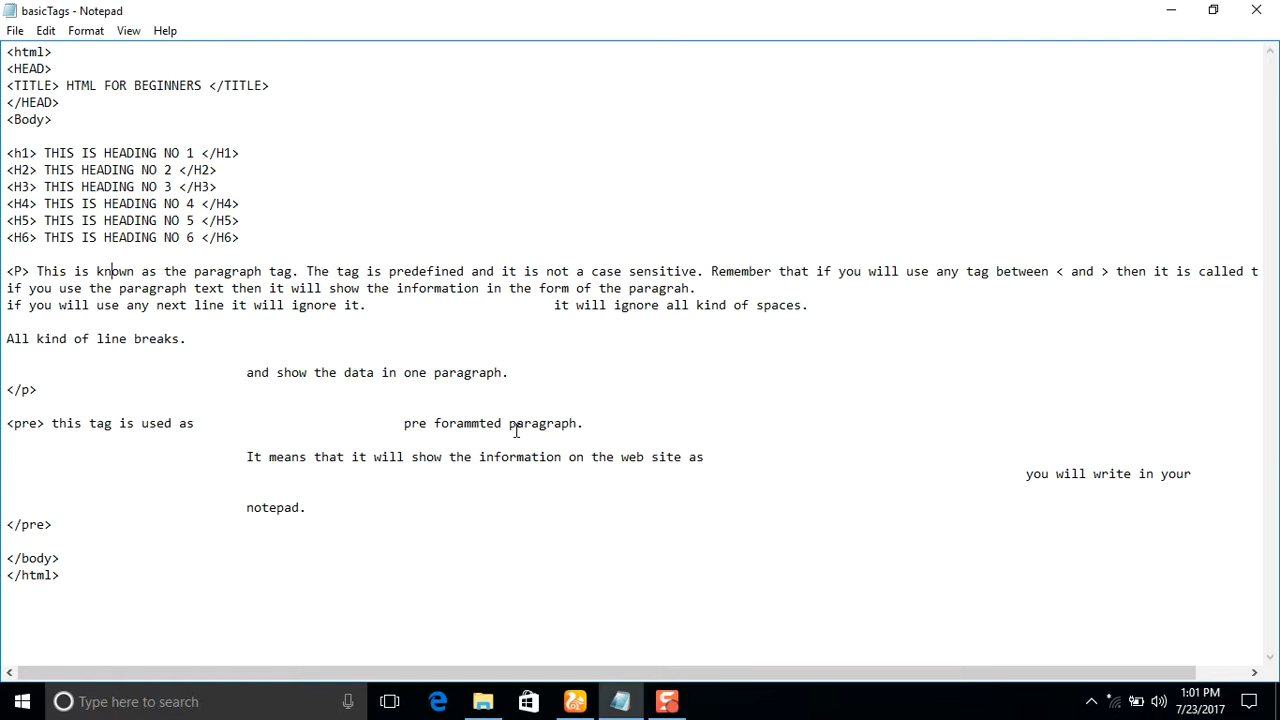 basicTags - Notepad
File Edit Format View Help
<html>
<HEAD>
<TITLE> HTML FOR BEGINNERS </TITLE>
</HEAD>
<Body>
<h1> THIS IS HEADING NO 1 </H1>
<H2> THIS HEADING NO 2 </H2>
<H3> THIS HEADING NO 3 </H3>
<H4> THIS IS HEADING NO 4 </H4>
<H5> THIS IS HEADING NO 5 </H5>
<H6> THIS IS HEADING NO 6 </H6>
<P> This is known as the paragraph tag. The tag is predefined and it is not a case sensitive. Remember that if you will use any tag between < and > then it is called t
if you use the paragraph text then it will show the information in the form of the paragrah.
if you will use any next line it will ignore it. it will ignore all kind of spaces.
All kind of line breaks.
and show the data in one paragraph.
</p>
<pre> this tag is used as pre forammted paragraph.
It means that it will show the information on the web site as
you will write in your
notepad.
</pre>
</body>
</html>
Type here to search
1:01 PM
7/23/2017